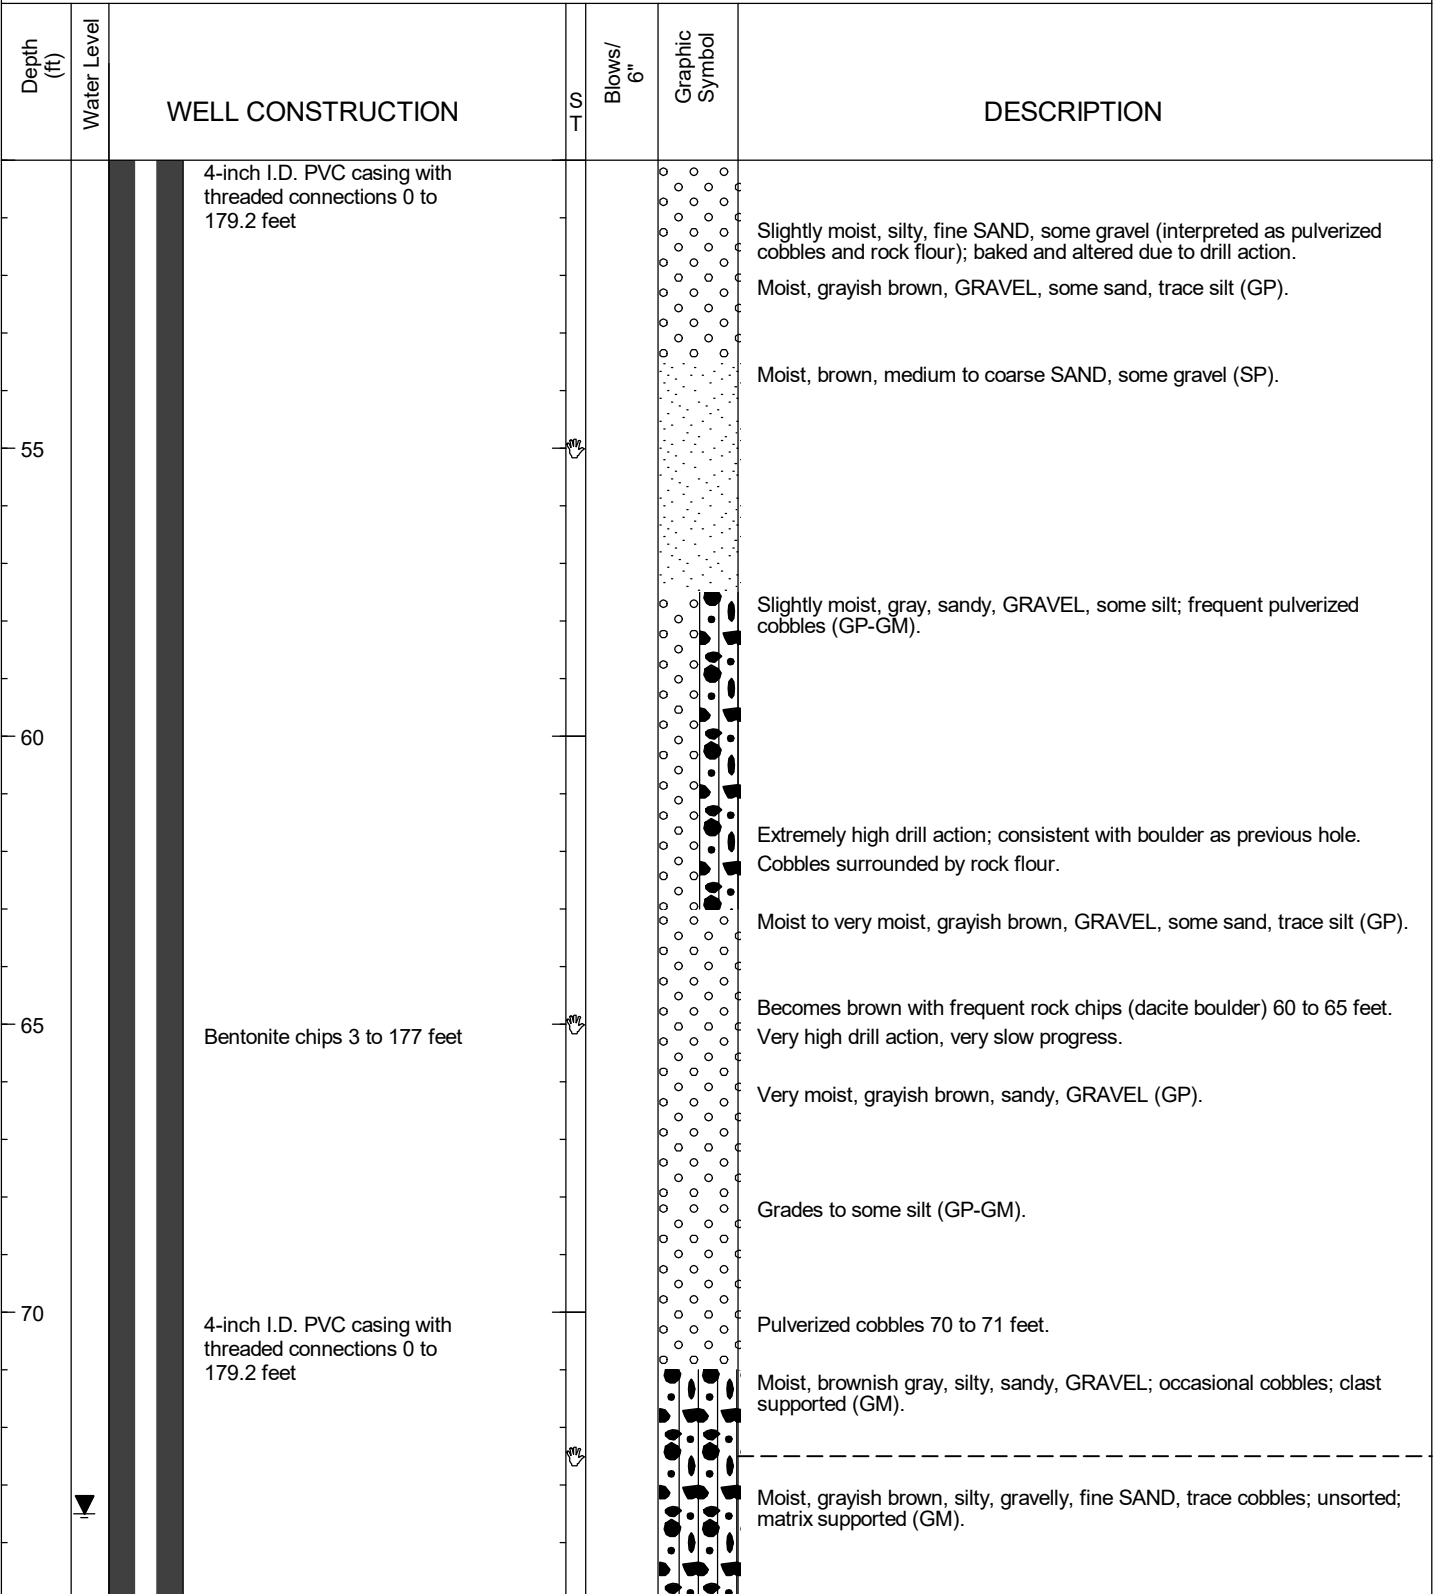 Depth
(ft)
Water Level
WELL CONSTRUCTION
S
T
Blows/
6"
Graphic
Symbol
DESCRIPTION
4-inch I.D. PVC casing with
threaded connections 0 to
179.2 feet
Slightly moist, silty, fine SAND, some gravel (interpreted as pulverized
cobbles and rock flour); baked and altered due to drill action.
Moist, grayish brown, GRAVEL, some sand, trace silt (GP).
Moist, brown, medium to coarse SAND, some gravel (SP).
55
Slightly moist, gray, sandy, GRAVEL, some silt; frequent pulverized
cobbles (GP-GM).
60
Extremely high drill action; consistent with boulder as previous hole.
Cobbles surrounded by rock flour.
Moist to very moist, grayish brown, GRAVEL, some sand, trace silt (GP).
Becomes brown with frequent rock chips (dacite boulder) 60 to 65 feet.
65
Bentonite chips 3 to 177 feet
Very high drill action, very slow progress.
Very moist, grayish brown, sandy, GRAVEL (GP).
Grades to some silt (GP-GM).
70
4-inch I.D. PVC casing with
threaded connections 0 to
179.2 feet
Pulverized cobbles 70 to 71 feet.
Moist, brownish gray, silty, sandy, GRAVEL; occasional cobbles; clast
supported (GM).
Moist, grayish brown, silty, gravelly, fine SAND, trace cobbles; unsorted;
matrix supported (GM).